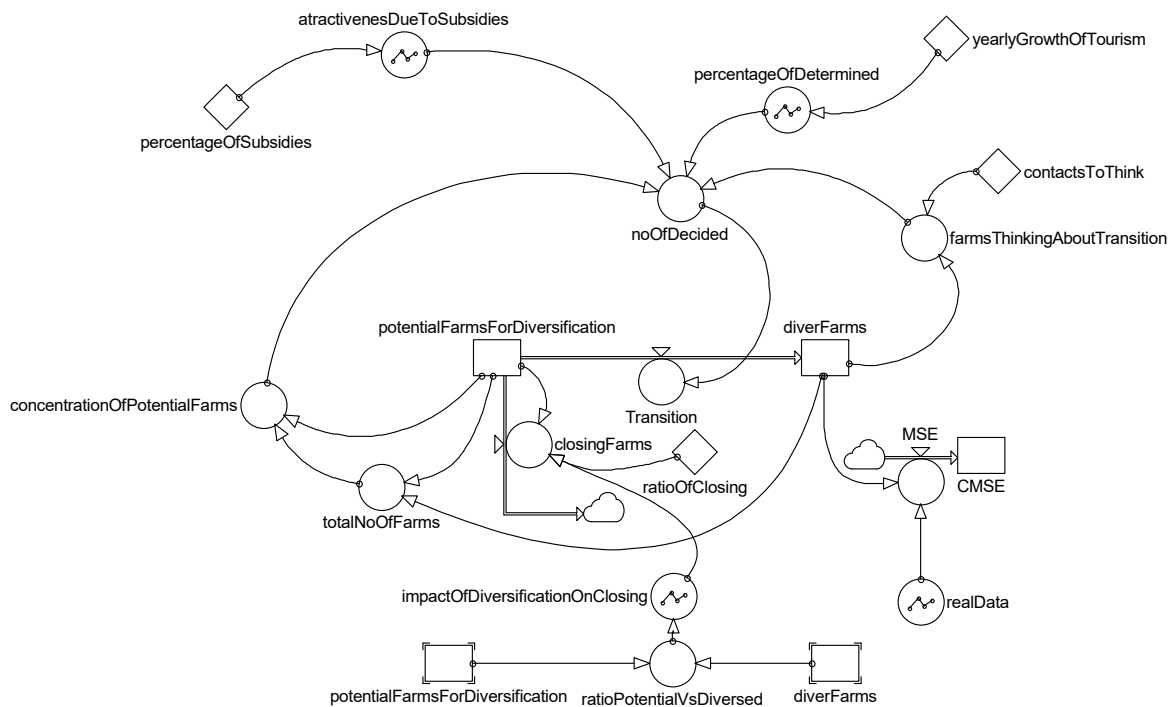 atractivenesDueToSubsidies
yearlyGrowthOfTourism
percentageOfDetermined
percentageOfSubsidies
contactsToThink
noOfDecided
farmsThinkingAboutTransition
potentialFarmsForDiversification
diverFarms
concentrationOfPotentialFarms
Transition
closingFarms
MSE
ratioOfClosing
CMSE
totalNoOfFarms
impactOfDiversificationOnClosing
realData
potentialFarmsForDiversification
ratioPotentialVsDiversed
diverFarms